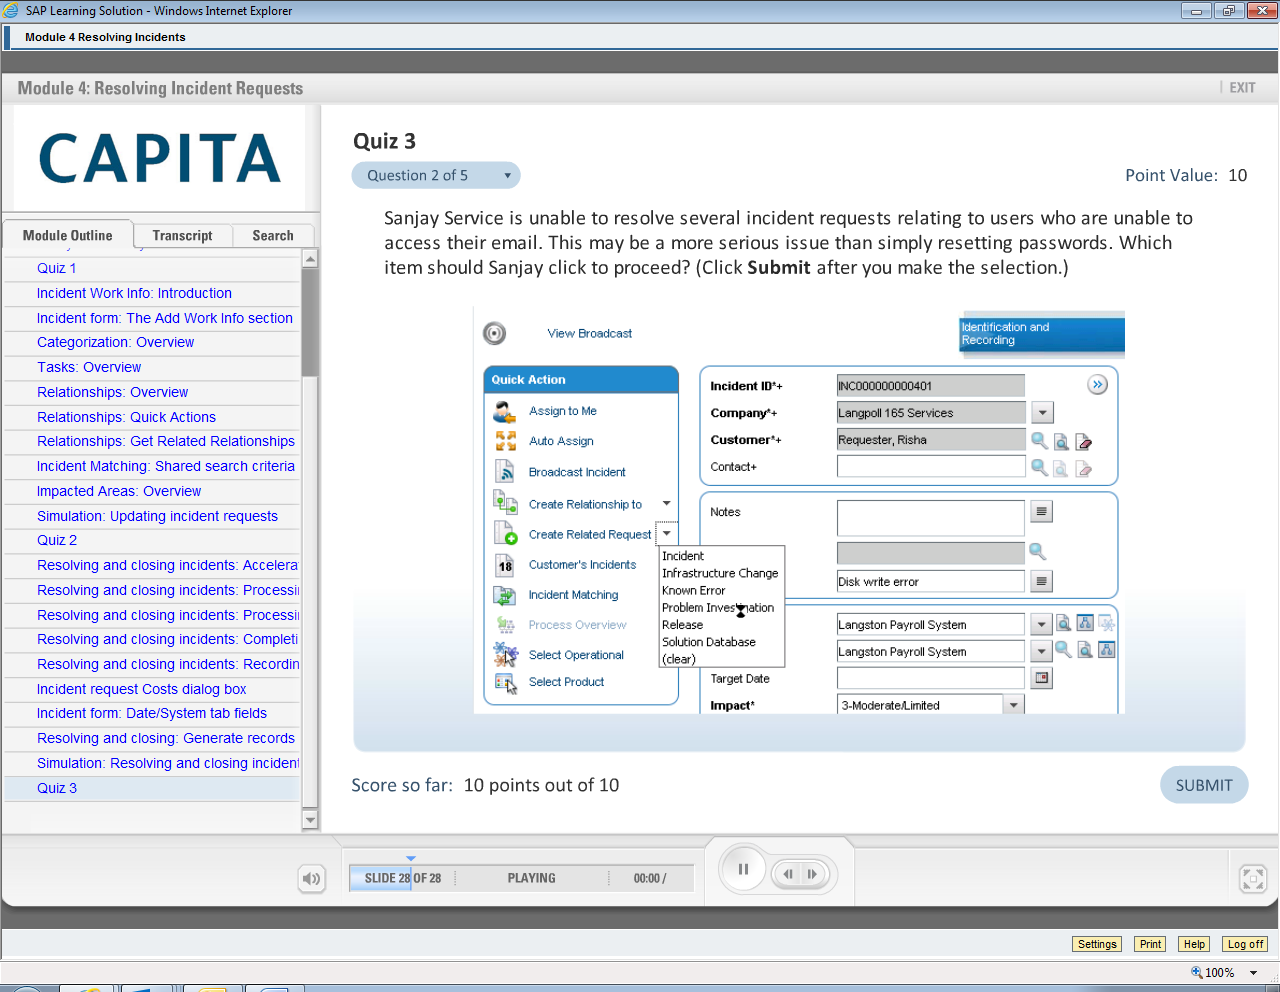 SAP Learning Solution - Windows Internet Explorer
Module 4 Resolving Incidents
Module 4: Resolving Incident Requests
EXIT
CAPITA
Module Outline
Transcript
Search
Quiz 1
Incident Work Info: Introduction
Incident form: The Add Work Info section
Categorization: Overview
Tasks: Overview
Relationships: Overview
Relationships: Quick Actions
Relationships: Get Related Relationships
Incident Matching: Shared search criteria
Impacted Areas: Overview
Simulation: Updating incident requests
Quiz 2
Resolving and closing incidents: Accelera
Resolving and closing incidents: Processi
Resolving and closing incidents: Processi
Resolving and closing incidents: Completi
Resolving and closing incidents: Recordin
Incident request Costs dialog box
Incident form: Date/System tab fields
Resolving and closing: Generate records
Simulation: Resolving and closing incident
Quiz 3
Quiz 3
Question 2 of 5
Point Value: 10
Sanjay Service is unable to resolve several incident requests relating to users who are unable to
access their email. This may be a more serious issue than simply resetting passwords. Which
item should Sanjay click to proceed? (Click Submit after you make the selection.)
View Broadcast
Identification and
Recording
Quick Action
Assign to Me
Auto Assign
Broadcast Incident
Create Relationship to
Create Related Request
18
Customer's Incidents
Incident Matching
Process Overview
Select Operational
Select Product
Incident
Infrastructure Change
Known Error
Problem Investigation
Release
Solution Database
(clear)
Incident ID*+
INC000000000401
Company*+
Langpoll 165 Services
Customer*+
Requester, Risha
Contact+
Notes
Disk write error
Langston Payroll System
Langston Payroll System
Target Date
Impact*
3-Moderate/Limited
Score so far: 10 points out of 10
SUBMIT
SLIDE 28 OF 28
PLAYING
00:00 /
Settings
Print
Help
Log off
100%